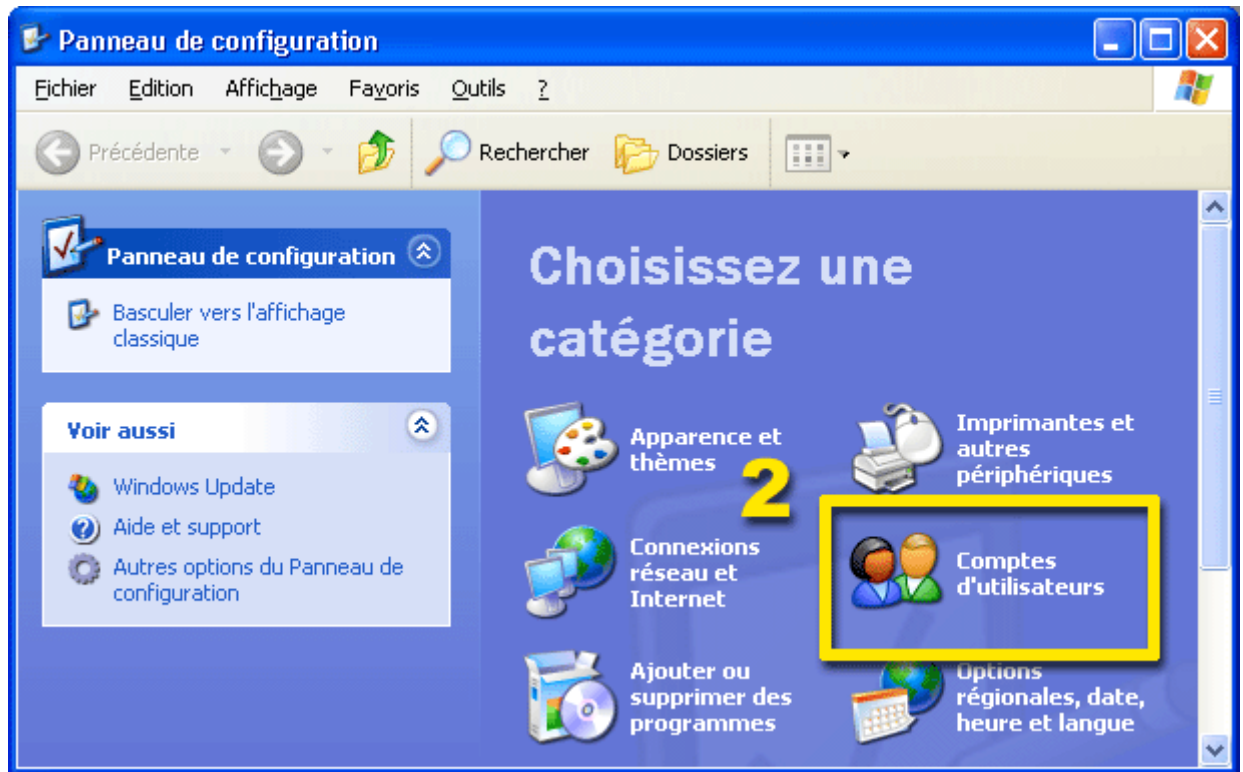 Panneau de configuration
Fichier Edition Affichage Favoris Outils ?
Précédente Rechercher Dossiers
Panneau de configuration
Basculer vers l'affichage
classique
Voir aussi
Windows Update
Aide et support
Autres options du Panneau de
configuration
Choisissez une
catégorie
Apparence et
thèmes
Imprimantes et
autres
périphériques
2
Connexions
réseau et
Internet
Comptes
d'utilisateurs
Ajouter ou
supprimer des
programmes
Options
régionales, date,
heure et langue